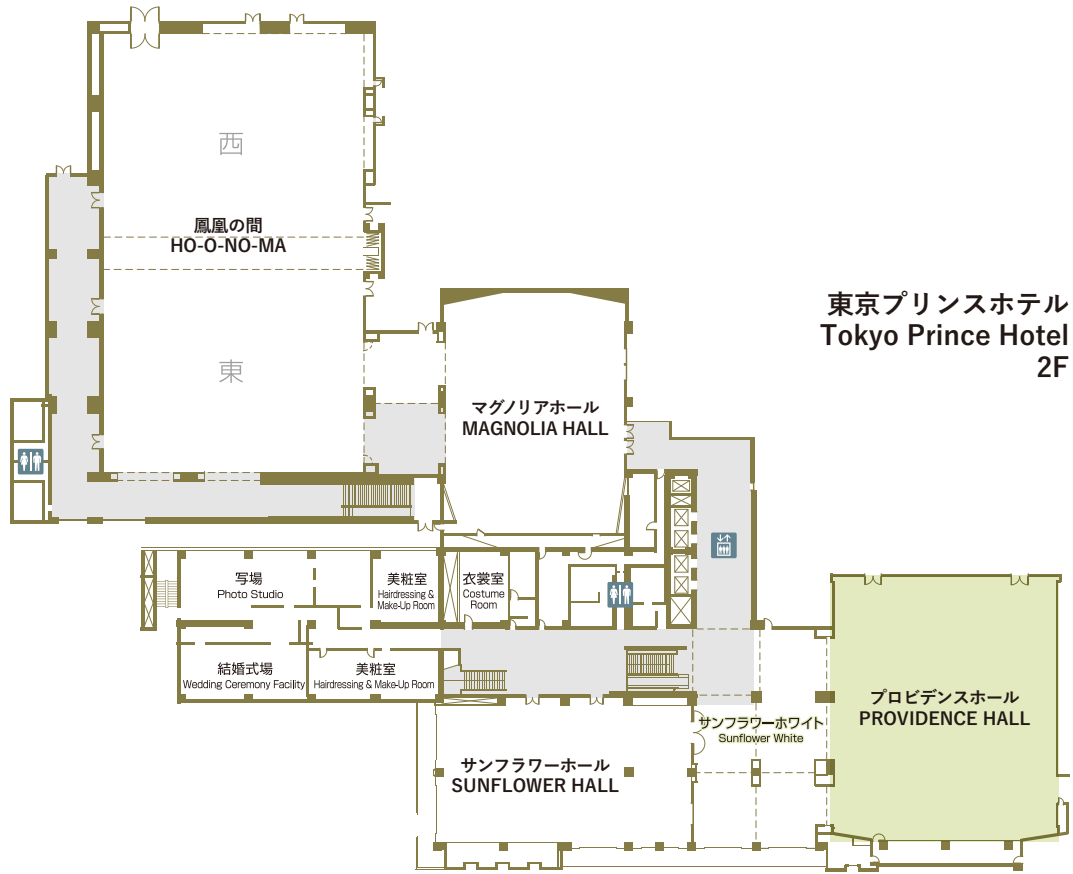 西
鳳凰の間
HO-O-NO-MA
東
東京プリンスホテル
Tokyo Prince Hotel
2F
マグノリアホール
MAGNOLIA HALL
写場
Photo Studio
美粧室
Hairdressing &
Make-Up Room
衣裳室
Costume
Room
結婚式場
Wedding Ceremony Facility
美粧室
Hairdressing & Make-Up Room
サンフラワーホワイト
Sunflower White
プロビデンスホール
PROVIDENCE HALL
サンフラワーホール
SUNFLOWER HALL